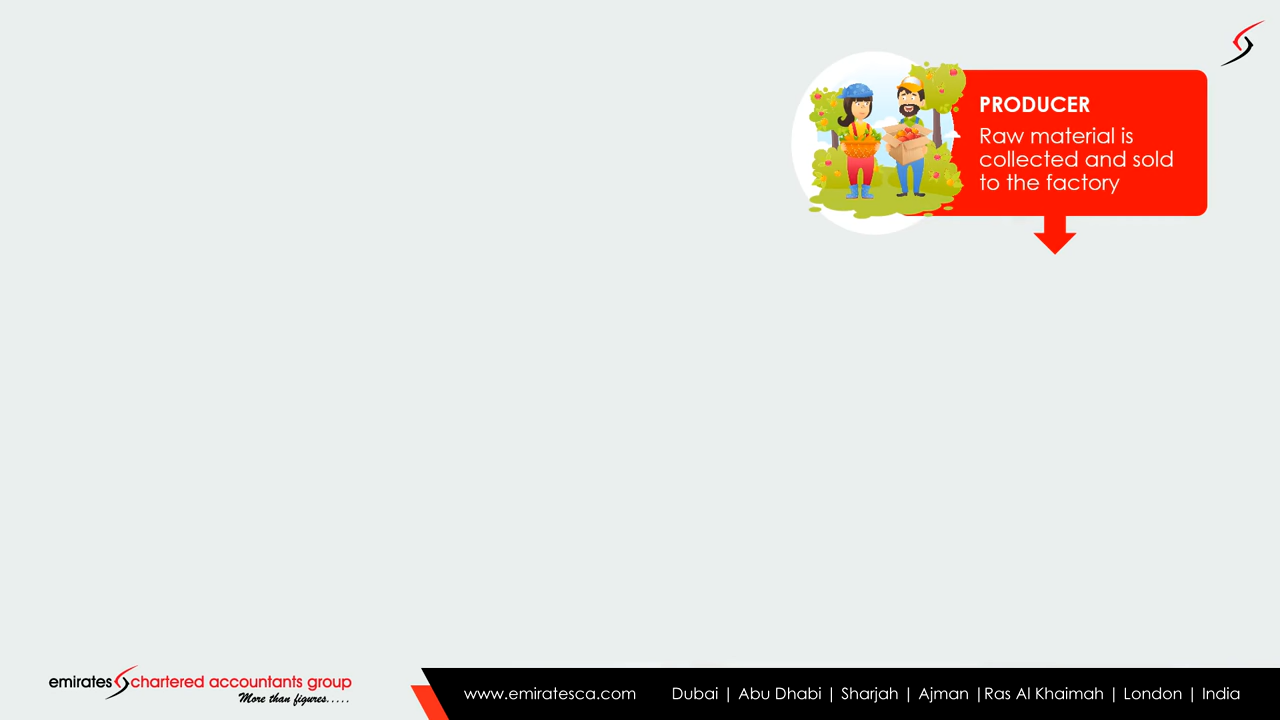 PRODUCER
Raw material is
collected and sold
to the factory
emirates chartered accountants group
More than figures.....
www.emiratesca.com Dubai | Abu Dhabi | Sharjah | Ajman |Ras Al Khaimah | London | India